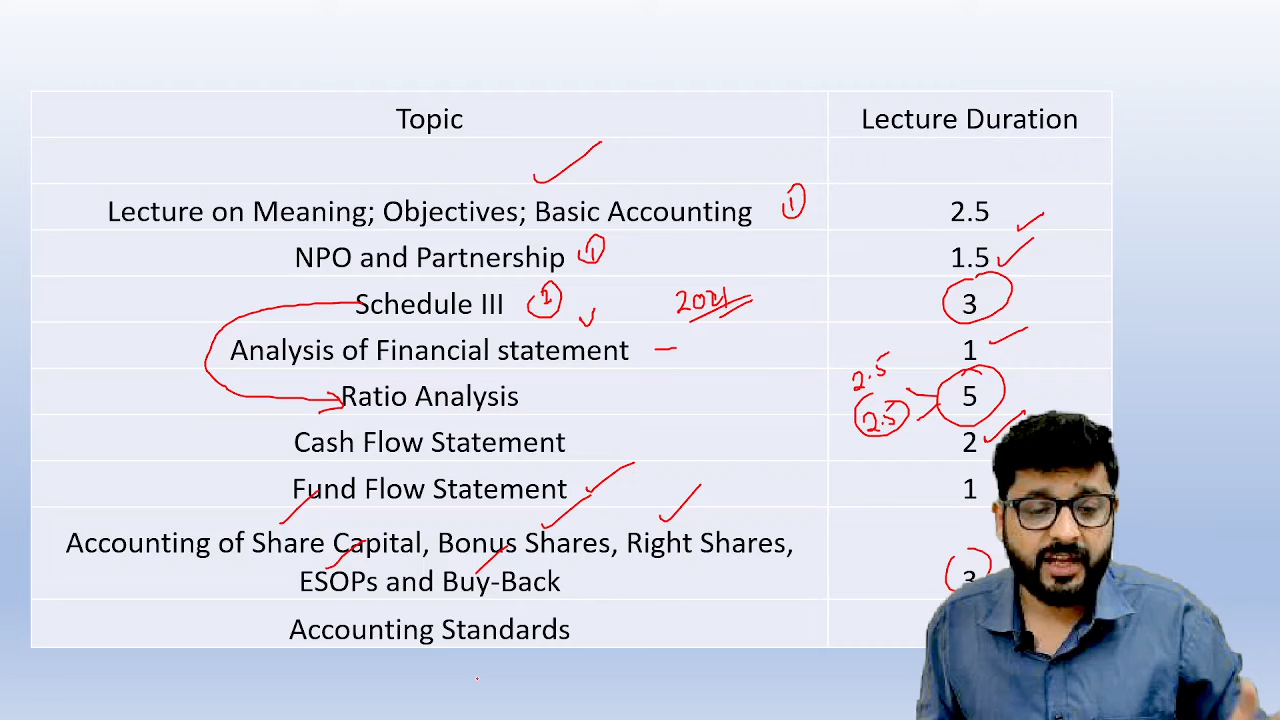 Topic Lecture Duration
Lecture on Meaning; Objectives; Basic Accounting 1 2.5
NPO and Partnership 1 1.5
Schedule III 2 2021 3
Analysis of Financial statement 1
2.5
Ratio Analysis 5
2.5
Cash Flow Statement 2
Fund Flow Statement 1
Accounting of Share Capital, Bonus Shares, Right Shares,
ESOPs and Buy-Back 3
Accounting Standards